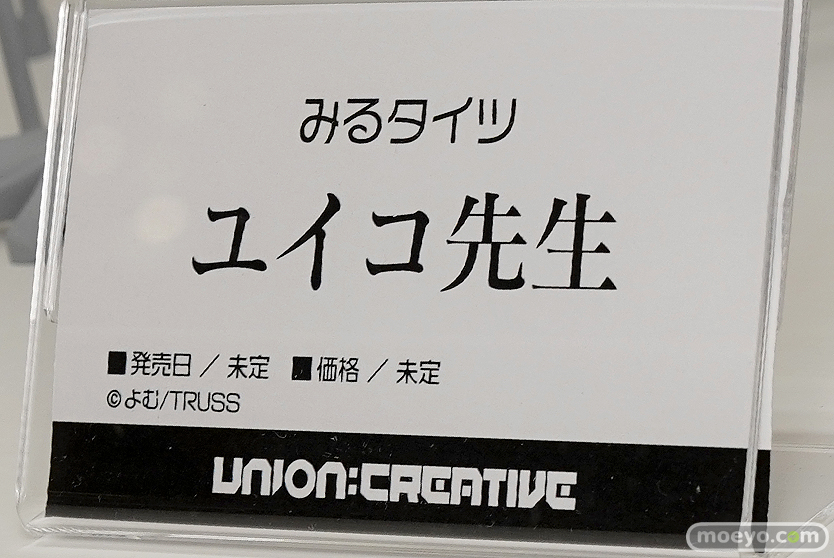 みるタイツ
ユイコ先生
■発売日 / 未定 ■価格 / 未定
©よむ/TRUSS
UNION:CREATIVE
moeyo.com